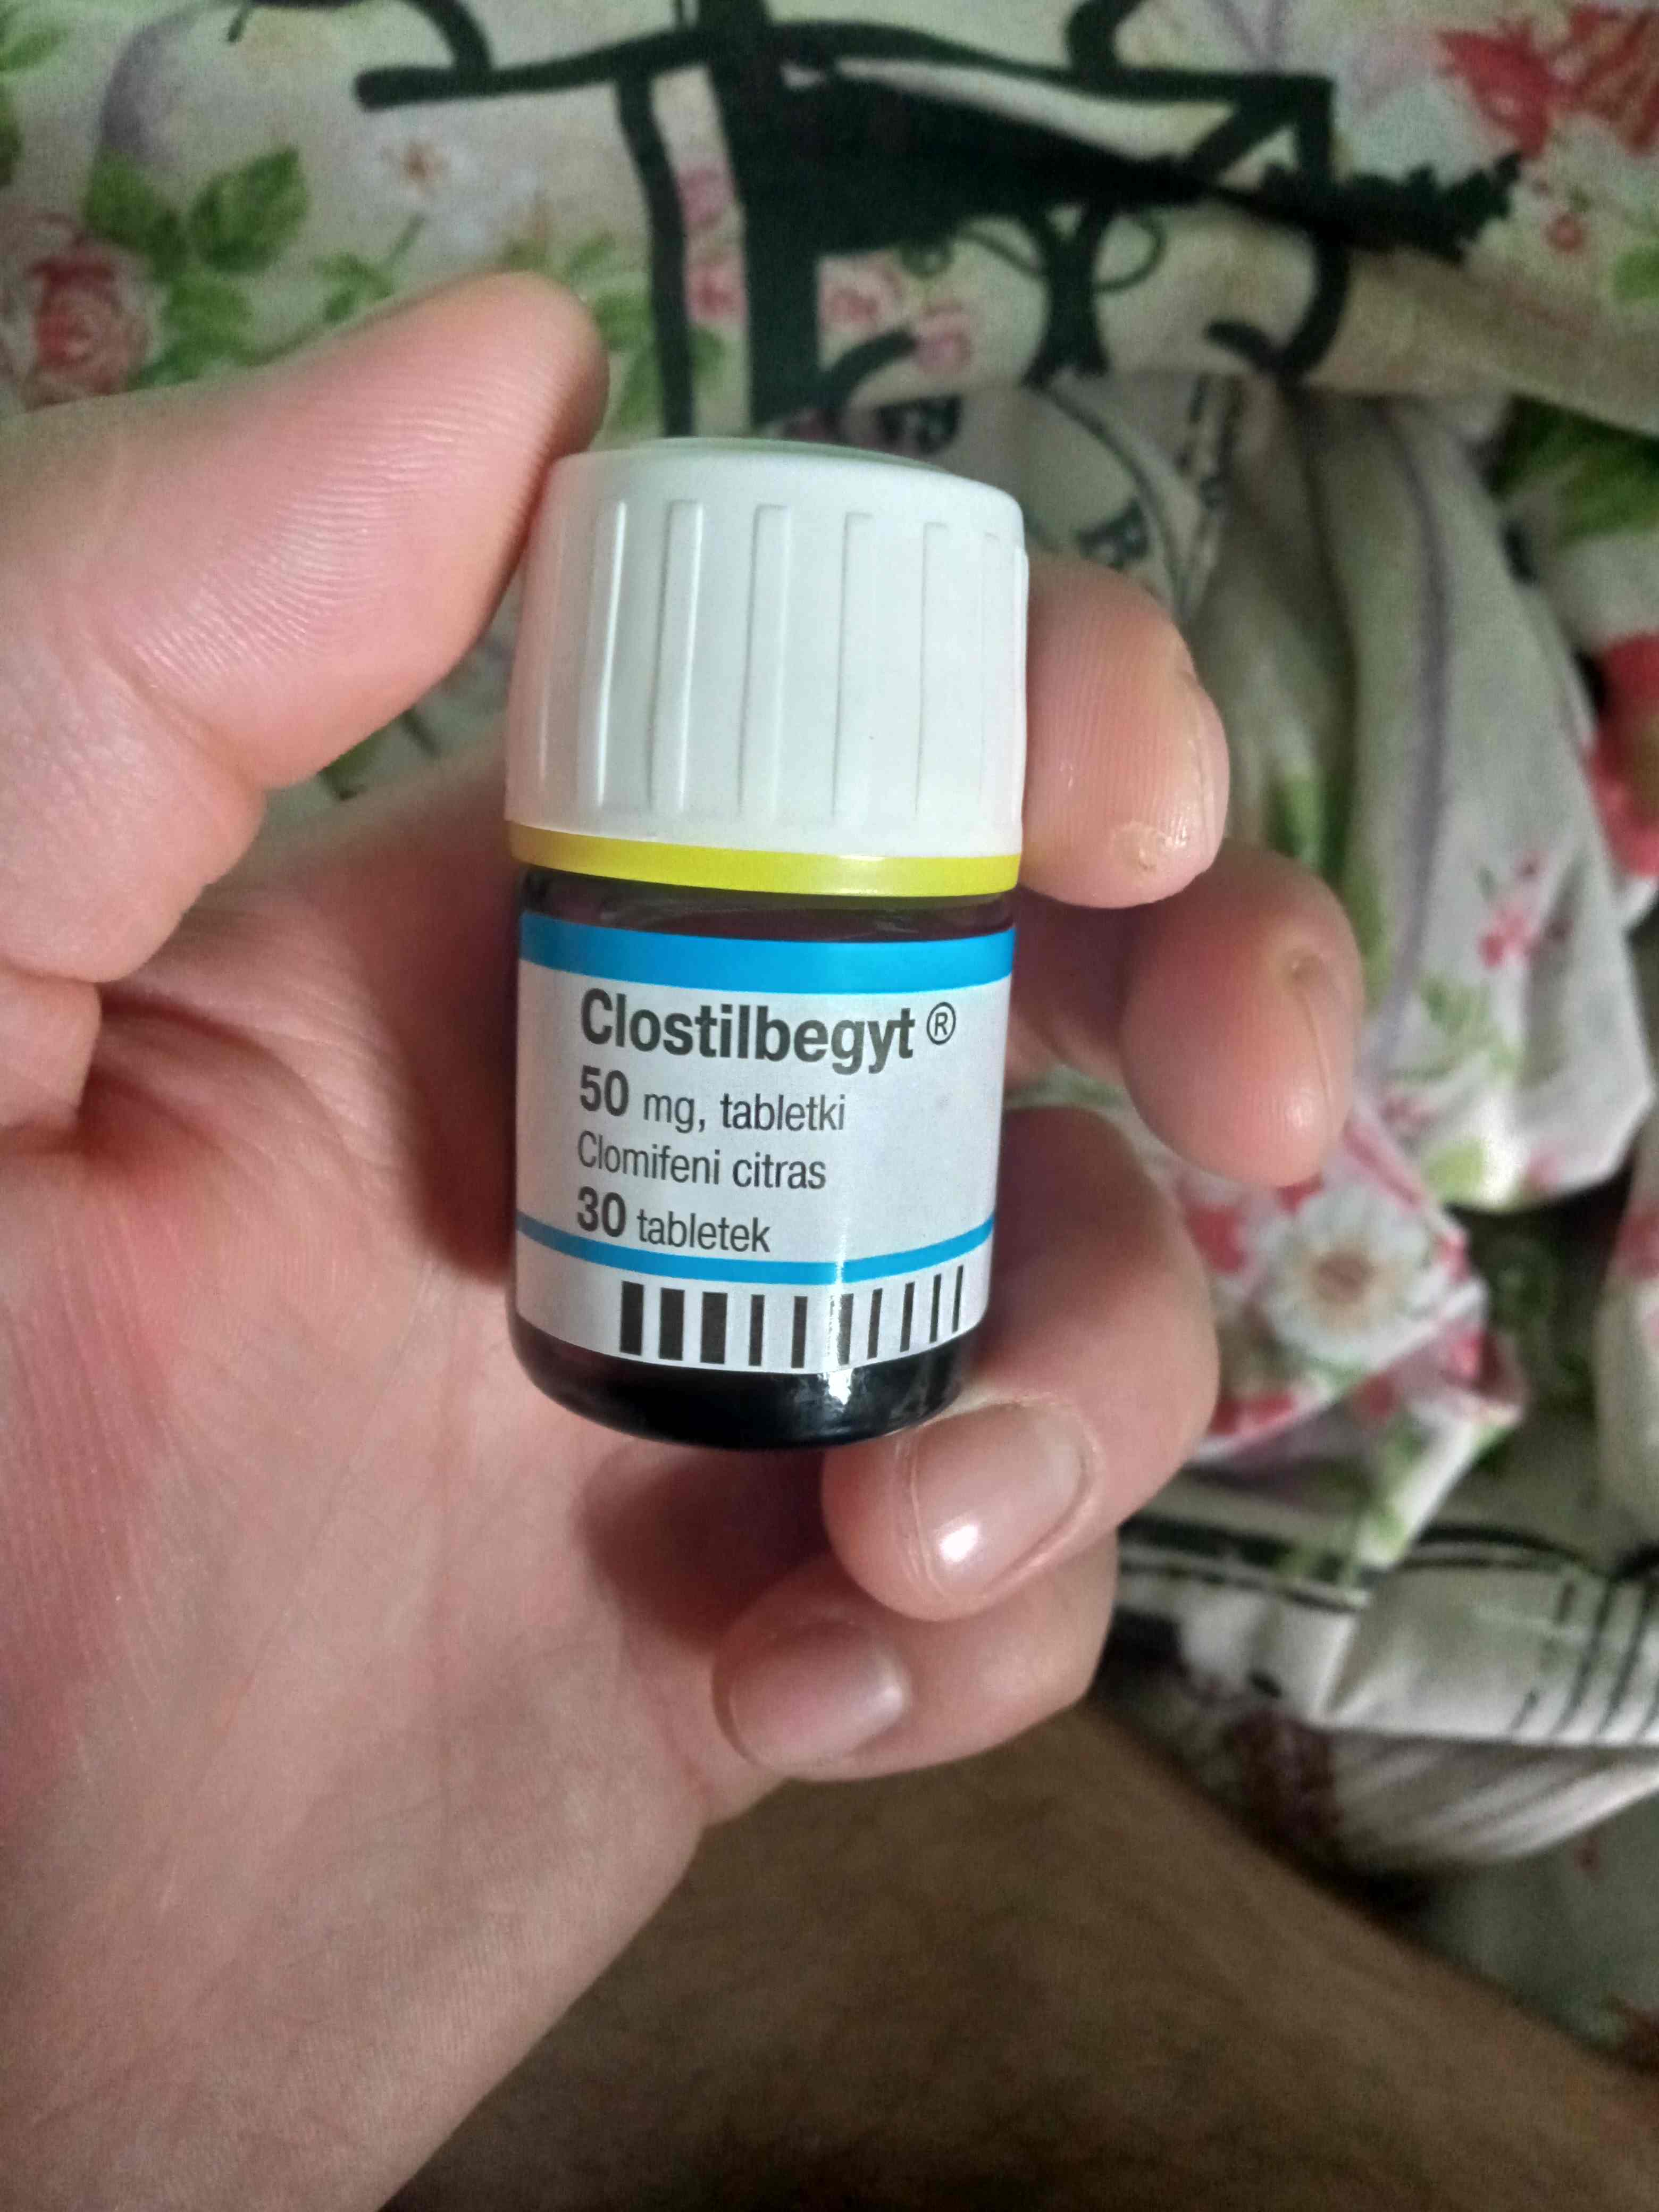 Clostilbegyt ®
50 mg, tabletki
Clomifeni citras
30 tabletek